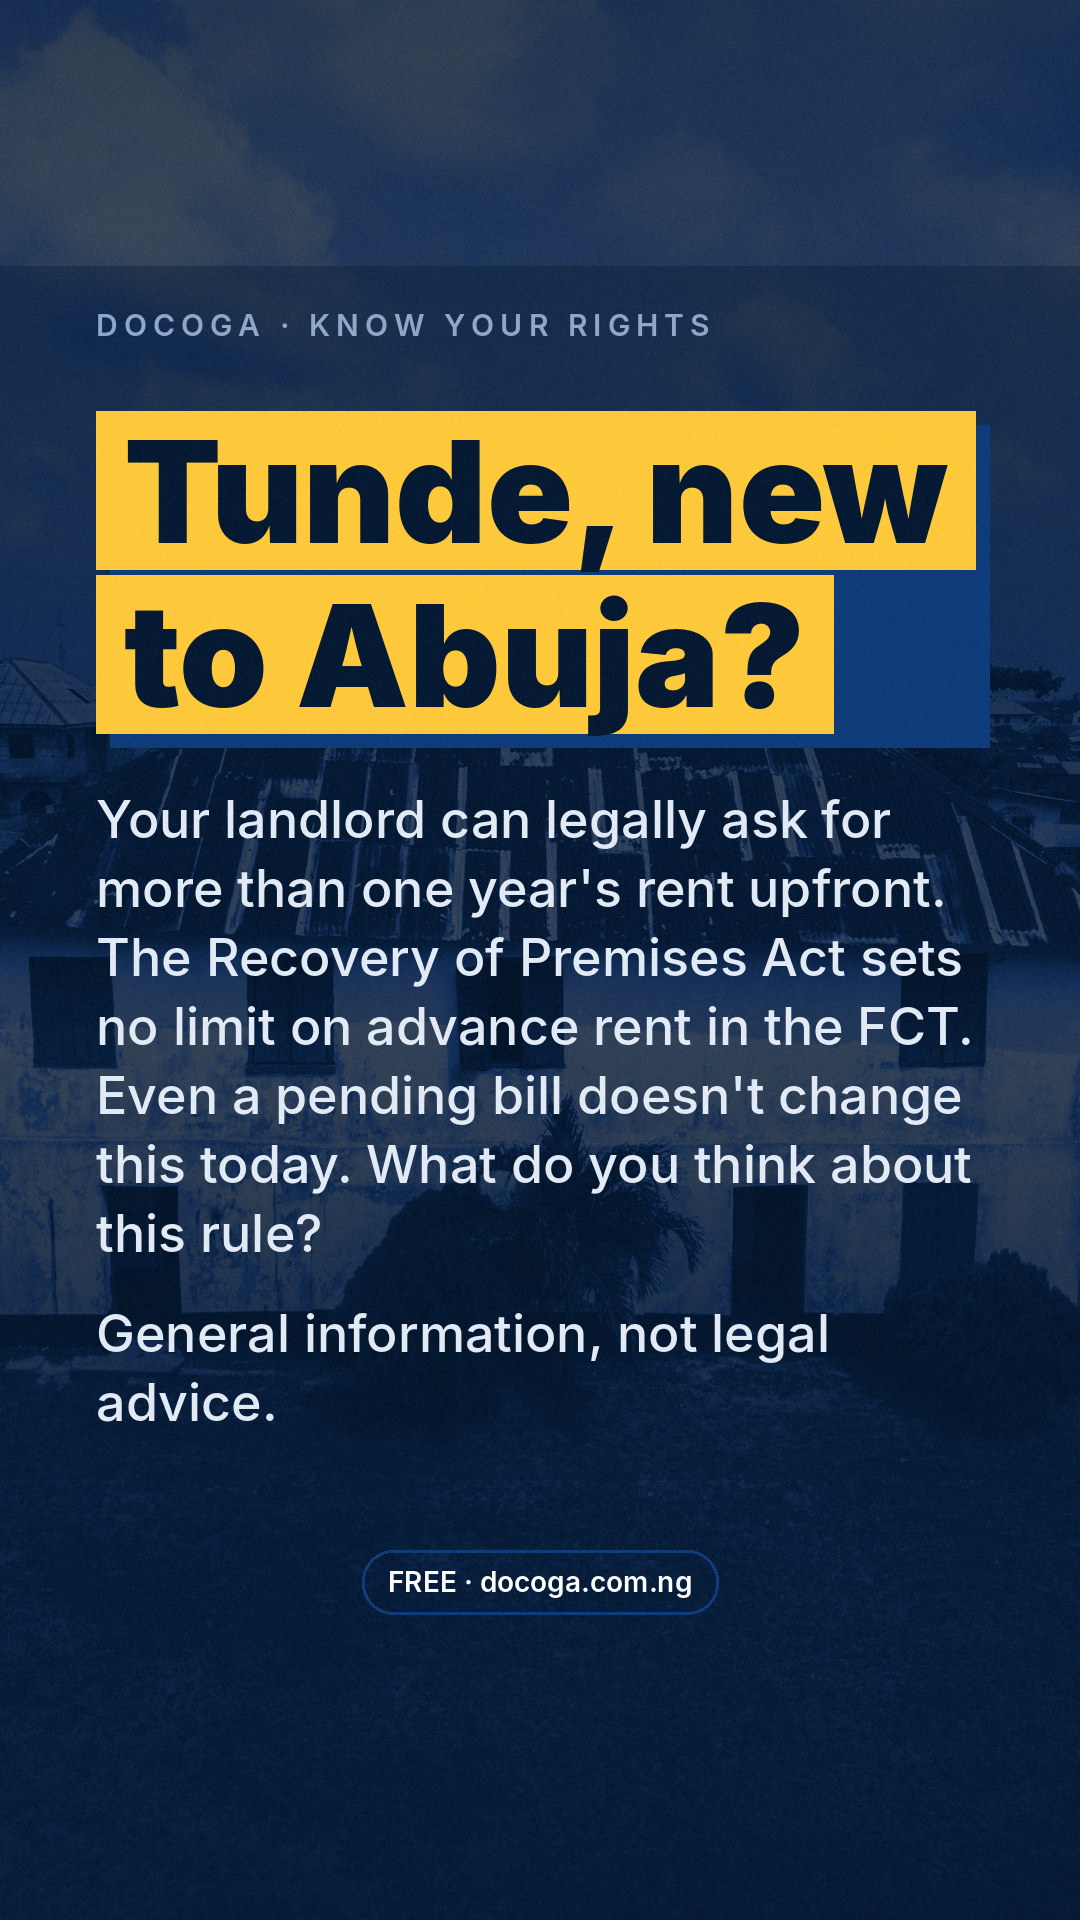 DOCOGA · KNOW YOUR RIGHTS
Tunde, new
to Abuja?
Your landlord can legally ask for
more than one year's rent upfront.
The Recovery of Premises Act sets
no limit on advance rent in the FCT.
Even a pending bill doesn't change
this today. What do you think about
this rule?
General information, not legal
advice.
FREE · docoga.com.ng